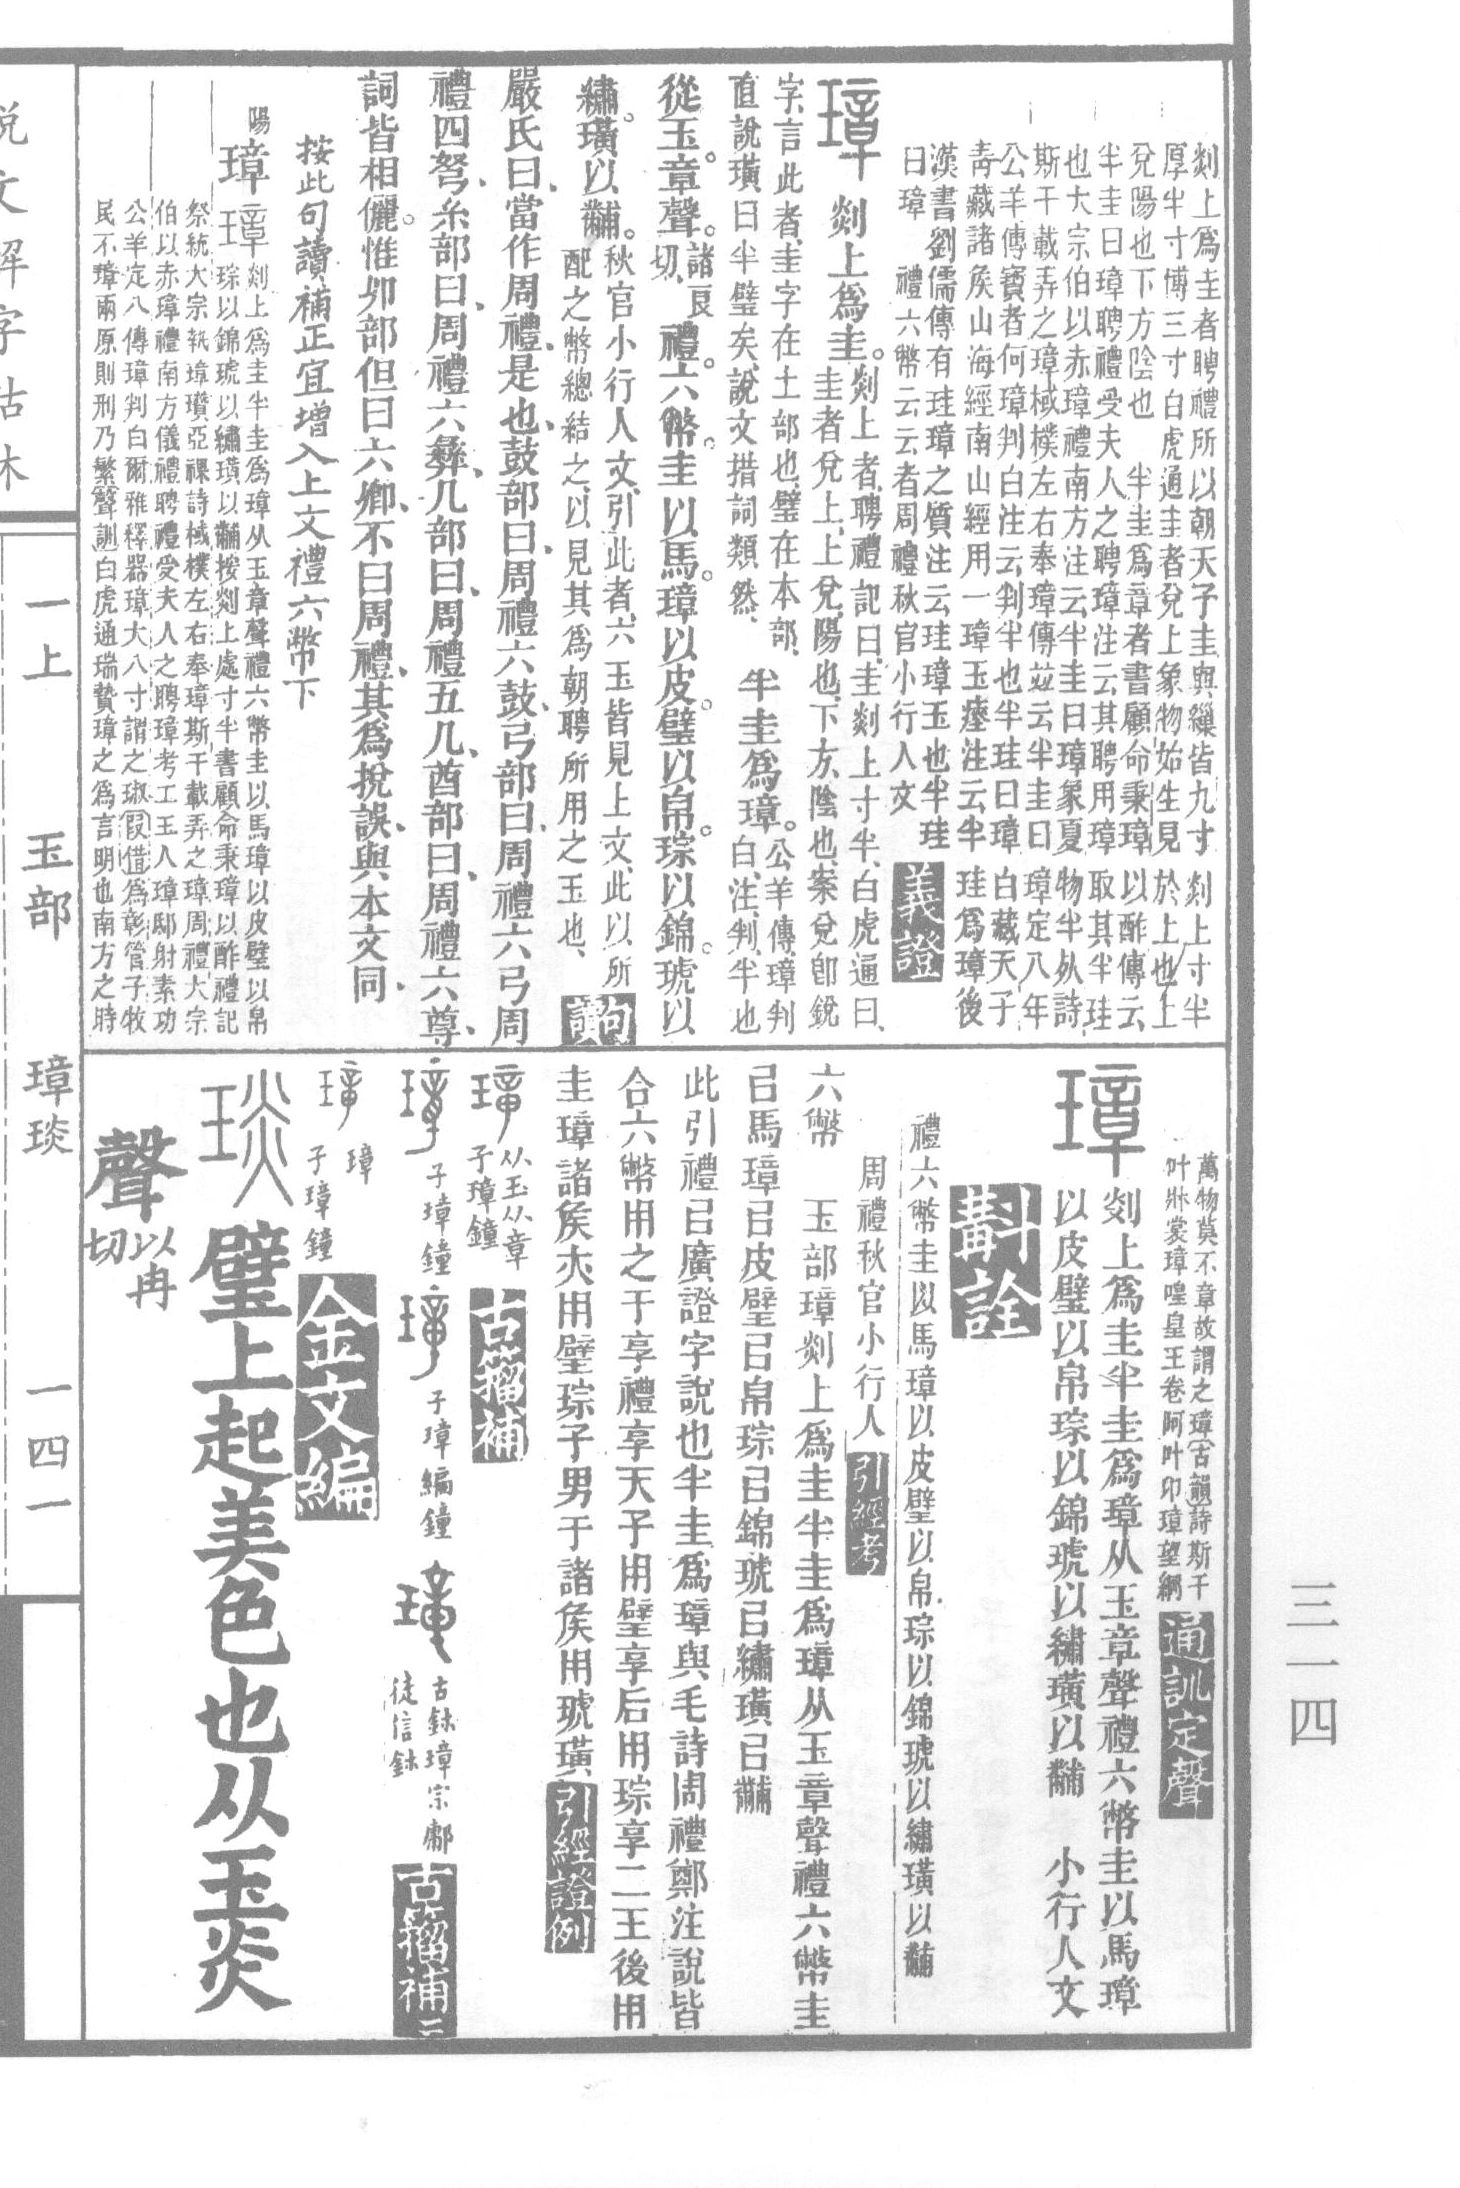 剡上爲圭者聘禮所以朝天子圭與繅皆九寸剡上寸半
厚半寸博三寸白虎通圭者兌上象物始生見於上也上
兌陽也下方陰也 半圭爲章者書顧命秉璋以酢傳云
半圭曰璋聘禮受夫人之聘璋注云其聘用璋取其半珪
也大宗伯以赤璋禮南方注云半圭曰璋象夏物半㱙詩
斯干載弄之璋棫樸左右奉璋傳竝云半圭曰璋定八年
公羊傳寶者何璋判白注云判半也半珪曰璋白藏天子
靑藏諸矦山海經南山經用一璋玉瘞注云半珪爲璋後
漢書劉儒傳有珪璋之質注云珪璋玉也半珪
曰璋 禮六幣云云者周禮秋官小行人文
義證
璋 剡上爲圭。剡上者聘禮記曰圭剡上寸半白虎通曰
圭者兌上上兌陽也下方陰也案兌卽銳
字言此者圭字在土部也璧在本部 半圭爲璋。公羊傳璋判
直說璜曰半璧矣說文措詞類然 白注判半也
從玉。章聲。諸良切 禮。六幣。圭以馬。璋以皮。璧以帛。琮以錦。琥以
繡。璜以黼。秋官小行人文引此者六玉皆見上文此以所
配之幣總結之以見其爲朝聘所用之玉也
句讀
嚴氏曰當作周禮是也鼓部曰周禮六鼓弓部曰周禮六弓周
禮四弩糸部曰周禮六彝几部曰周禮五几酋部曰周禮六尊
詞皆相儷。惟卯部但曰六卿不曰周禮其爲挩誤與本文同
按此句讀補正宜增入上文禮六幣下
陽
璋 璋 剡上爲圭半圭爲璋从玉章聲禮六幣圭以馬璋以皮璧以帛
琮以錦琥以繡璜以黼按剡上處寸半書顧命秉璋以酢禮記
祭統大宗執璋瓚亞祼詩棫樸左右奉璋斯干載弄之璋周禮大宗
伯以赤璋禮南方儀禮聘禮受夫人之聘璋考工玉人璋邸射素功
公羊定八傳璋判白爾雅釋器璋大八寸謂之琡叚借爲彰管子牧
民不璋兩原則刑乃繁聲訓白虎通瑞贄璋之爲言明也南方之時
萬物莫不章故謂之璋古韻詩斯干
叶牀裳璋喤皇王卷阿叶卬璋望綱
通訓定聲
璋 剡上爲圭半圭爲璋从玉章聲禮六幣圭以馬璋
以皮璧以帛琮以錦琥以繡璜以黼 小行人文
斠詮
禮六幣圭以馬璋以皮璧以帛琮以錦琥以繡璜以黼
周禮秋官小行人
引經考
六幣 玉部璋剡上爲圭半圭爲璋从玉章聲禮六幣圭
㠯馬璋㠯皮璧㠯帛琮㠯錦琥㠯繡璜㠯黼
此引禮㠯廣證字說也半圭爲璋與毛詩周禮鄭注說皆
合六幣用之于享禮享天子用璧享后用琮享二王後用
圭璋諸矦大用璧琮子男于諸矦用琥璜
引經證例
璋 从玉从章
子璋鐘
古籀補
璋 子璋鐘 璋 子璋編鐘 璋 古鉢璋宗鄘
徒信鉢
古籀補二
璋 璋
子璋鐘
金文編
琰 璧上起美色也从玉炎
聲 以冉切
說文解字詁林
一上 玉部 璋琰 一四一
三一四